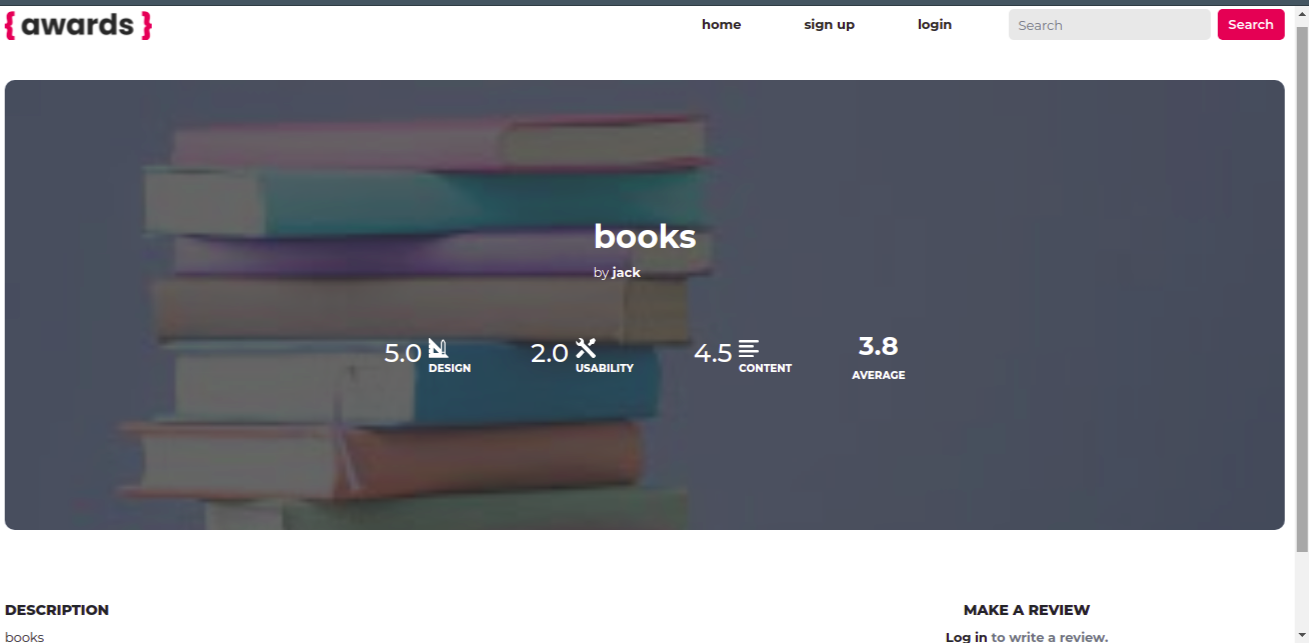 { awards }
home sign up login Search Search
books
by jack
5.0 DESIGN 2.0 USABILITY 4.5 CONTENT 3.8 AVERAGE
DESCRIPTION
books
MAKE A REVIEW
Log in to write a review.